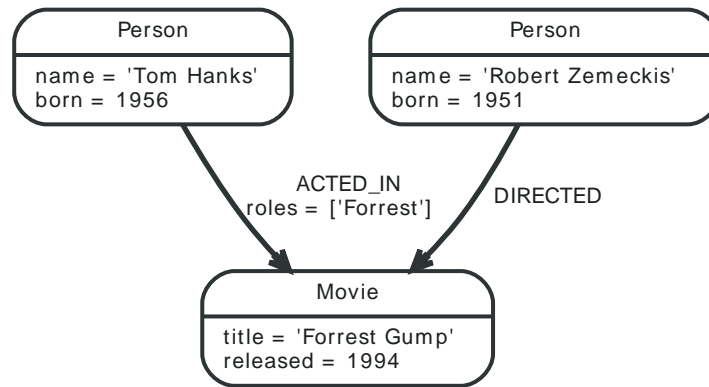 Person
name = 'Tom Hanks'
born = 1956
Person
name = 'Robert Zemeckis'
born = 1951
ACTED_IN
roles = ['Forrest']
DIRECTED
Movie
title = 'Forrest Gump'
released = 1994